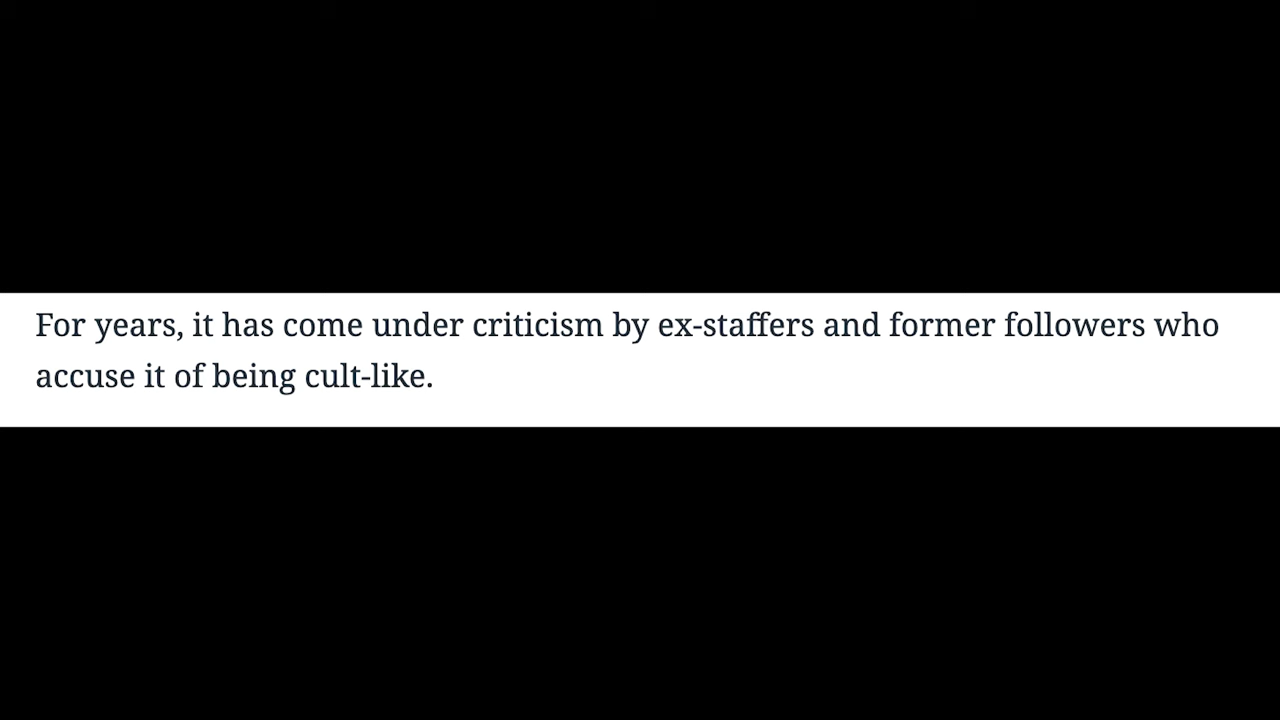 For years, it has come under criticism by ex-staffers and former followers who
accuse it of being cult-like.